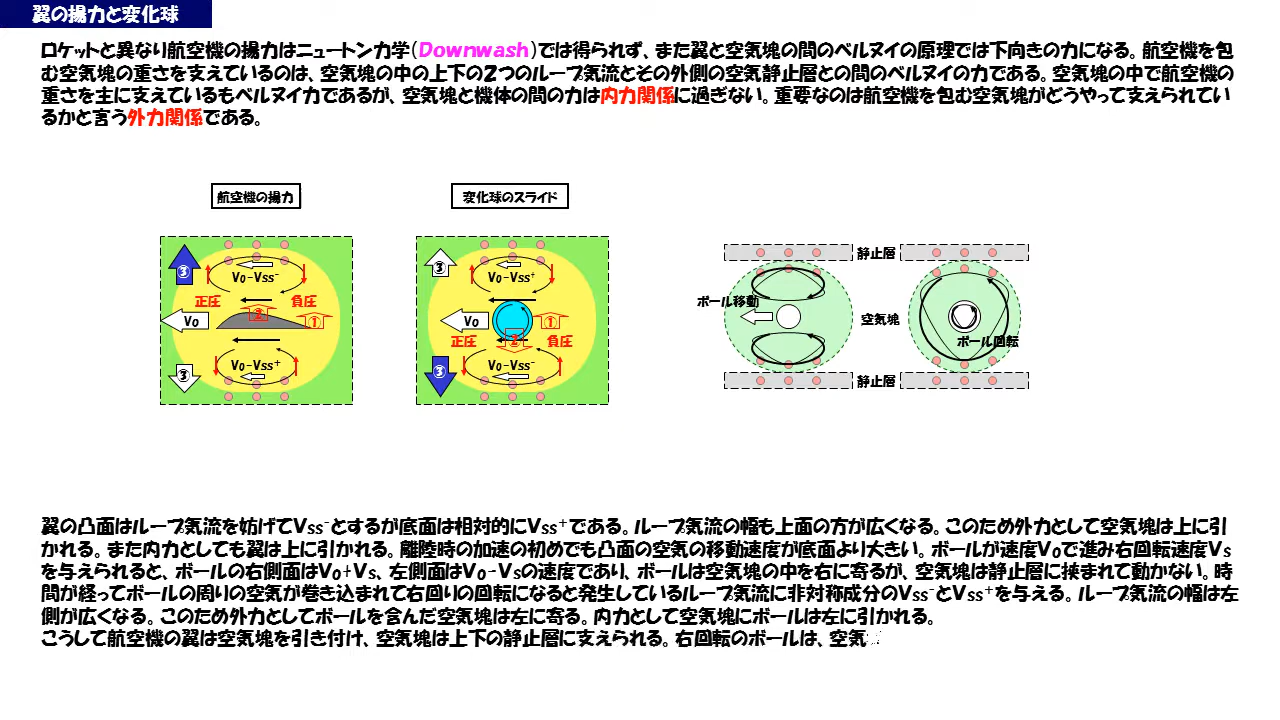 翼の揚力と変化球
ロケットと異なり航空機の揚力はニュートン力学(Downwash)では得られず、また翼と空気塊の間のベルヌイの原理では下向きの力になる。航空機を包
む空気塊の重さを支えているのは、空気塊の中の上下の2つのループ気流とその外側の空気静止層との間のベルヌイの力である。空気塊の中で航空機の
重さを主に支えているもベルヌイ力であるが、空気塊と機体の間の力は内力関係に過ぎない。重要なのは航空機を包む空気塊がどうやって支えられてい
るかと言う外力関係である。
航空機の揚力
変化球のスライド
③
V₀-Vss⁻
正圧
負圧
V₀
②
①
V₀-Vss⁺
③
③
V₀-Vss⁺
V₀
①
正圧
②
負圧
V₀-Vss⁻
③
静止層
ボール移動
空気塊
ボール回転
静止層
翼の凸面はループ気流を妨げてVss⁻とするが底面は相対的にVss⁺である。ループ気流の幅も上面の方が広くなる。このため外力として空気塊は上に引
かれる。また内力としても翼は上に引かれる。離陸時の加速の初めでも凸面の空気の移動速度が底面より大きい。ボールが速度V₀で進み右回転速度Vs
を与えられると、ボールの右側面はV₀+Vs、左側面はV₀-Vsの速度であり、ボールは空気塊の中を右に寄るが、空気塊は静止層に挟まれて動かない。時
間が経ってボールの周りの空気が巻き込まれて右回りの回転になると発生しているループ気流に非対称成分のVss⁻とVss⁺を与える。ループ気流の幅は左
側が広くなる。このため外力としてボールを含んだ空気塊は左に寄る。内力として空気塊にボールは左に引かれる。
こうして航空機の翼は空気塊を引き付け、空気塊は上下の静止層に支えられる。右回転のボールは、空気